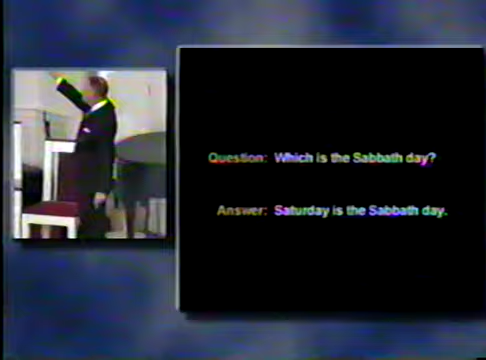 Question: Which is the Sabbath day?
Answer: Saturday is the Sabbath day.